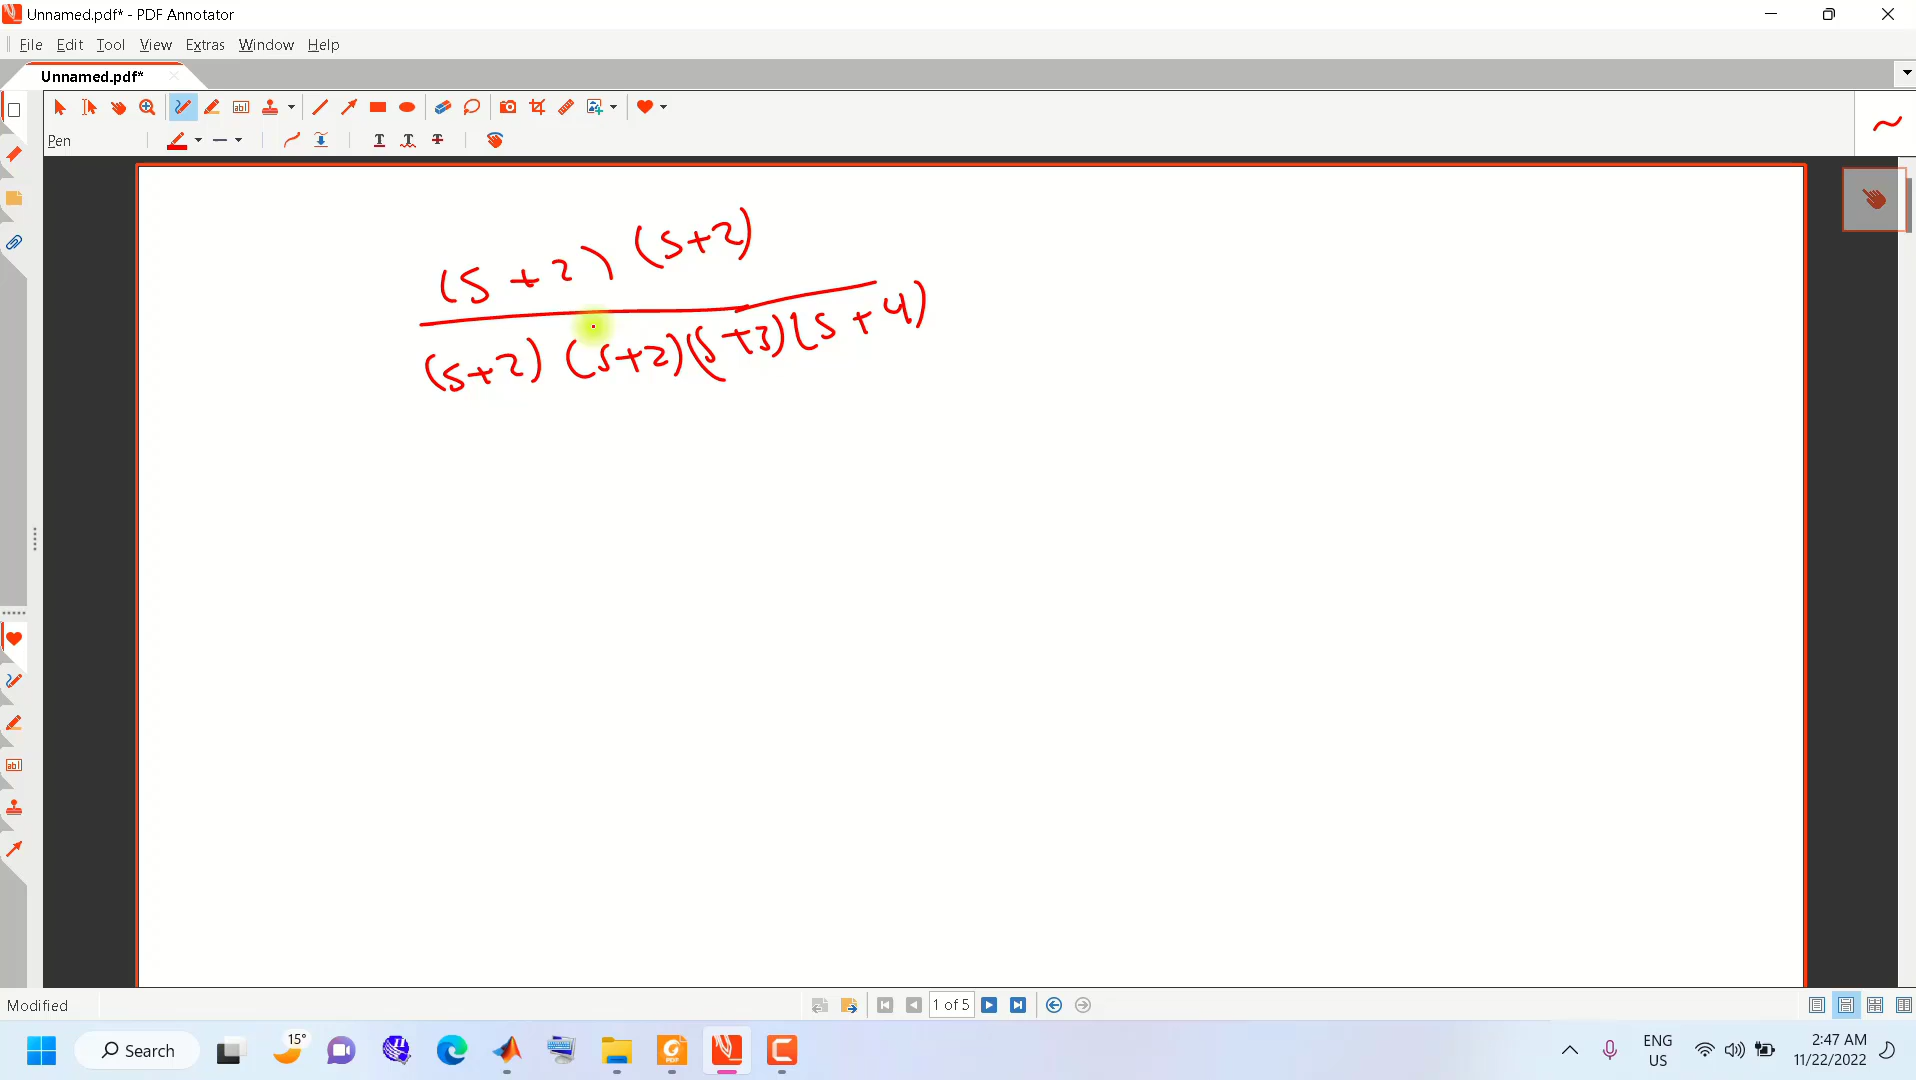 Unnamed.pdf* - PDF Annotator
File Edit Tool View Extras Window Help
Unnamed.pdf*
Pen
(s + 2) (s+2)
(s+2) (s+2)(s+3)(s+4)
Modified
1 of 5
Search
15°
ENG
US
2:47 AM
11/22/2022